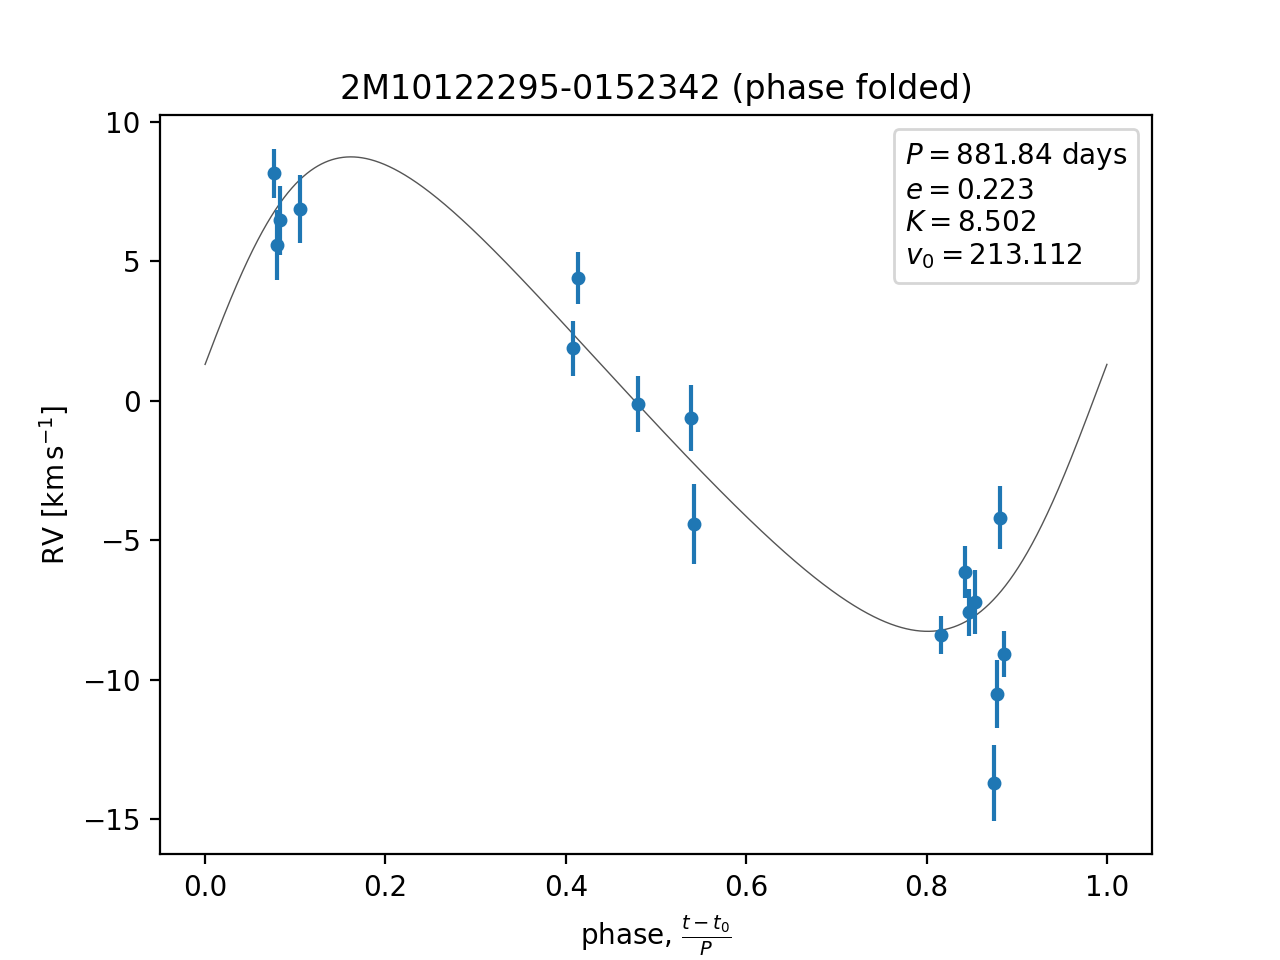 2M10122295-0152342 (phase folded)
P = 881.84 days
e = 0.223
K = 8.502
v₀ = 213.112
10
5
0
−5
−10
−15
RV [km s⁻¹]
0.0 0.2 0.4 0.6 0.8 1.0
phase, (t − t₀)/P